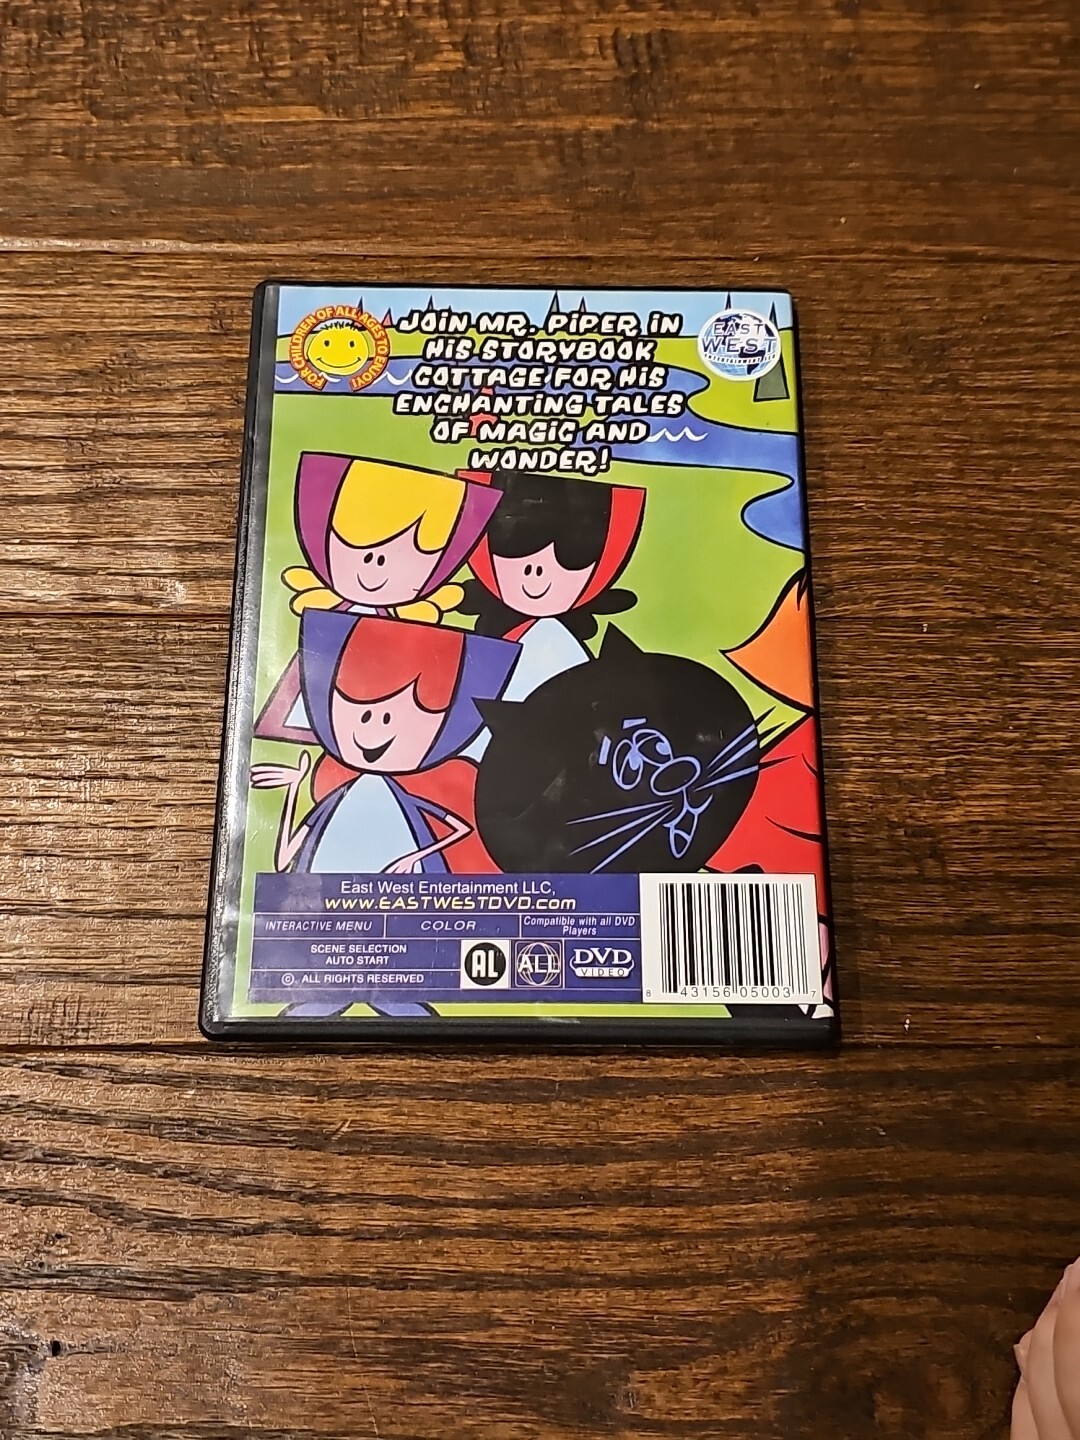 FOR CHILDREN OF ALL AGES TO ENJOY!
JOIN MR. PIPER IN
HIS STORYBOOK
COTTAGE FOR HIS
ENCHANTING TALES
OF MAGIC AND
WONDER!
EAST
WEST
ENTERTAINMENT LLC
East West Entertainment LLC,
www.EASTWESTDVD.com
INTERACTIVE MENU
COLOR
Compatible with all DVD
Players
SCENE SELECTION
AUTO START
© ALL RIGHTS RESERVED
AL
ALL
DVD
VIDEO
8 43156 05003 7